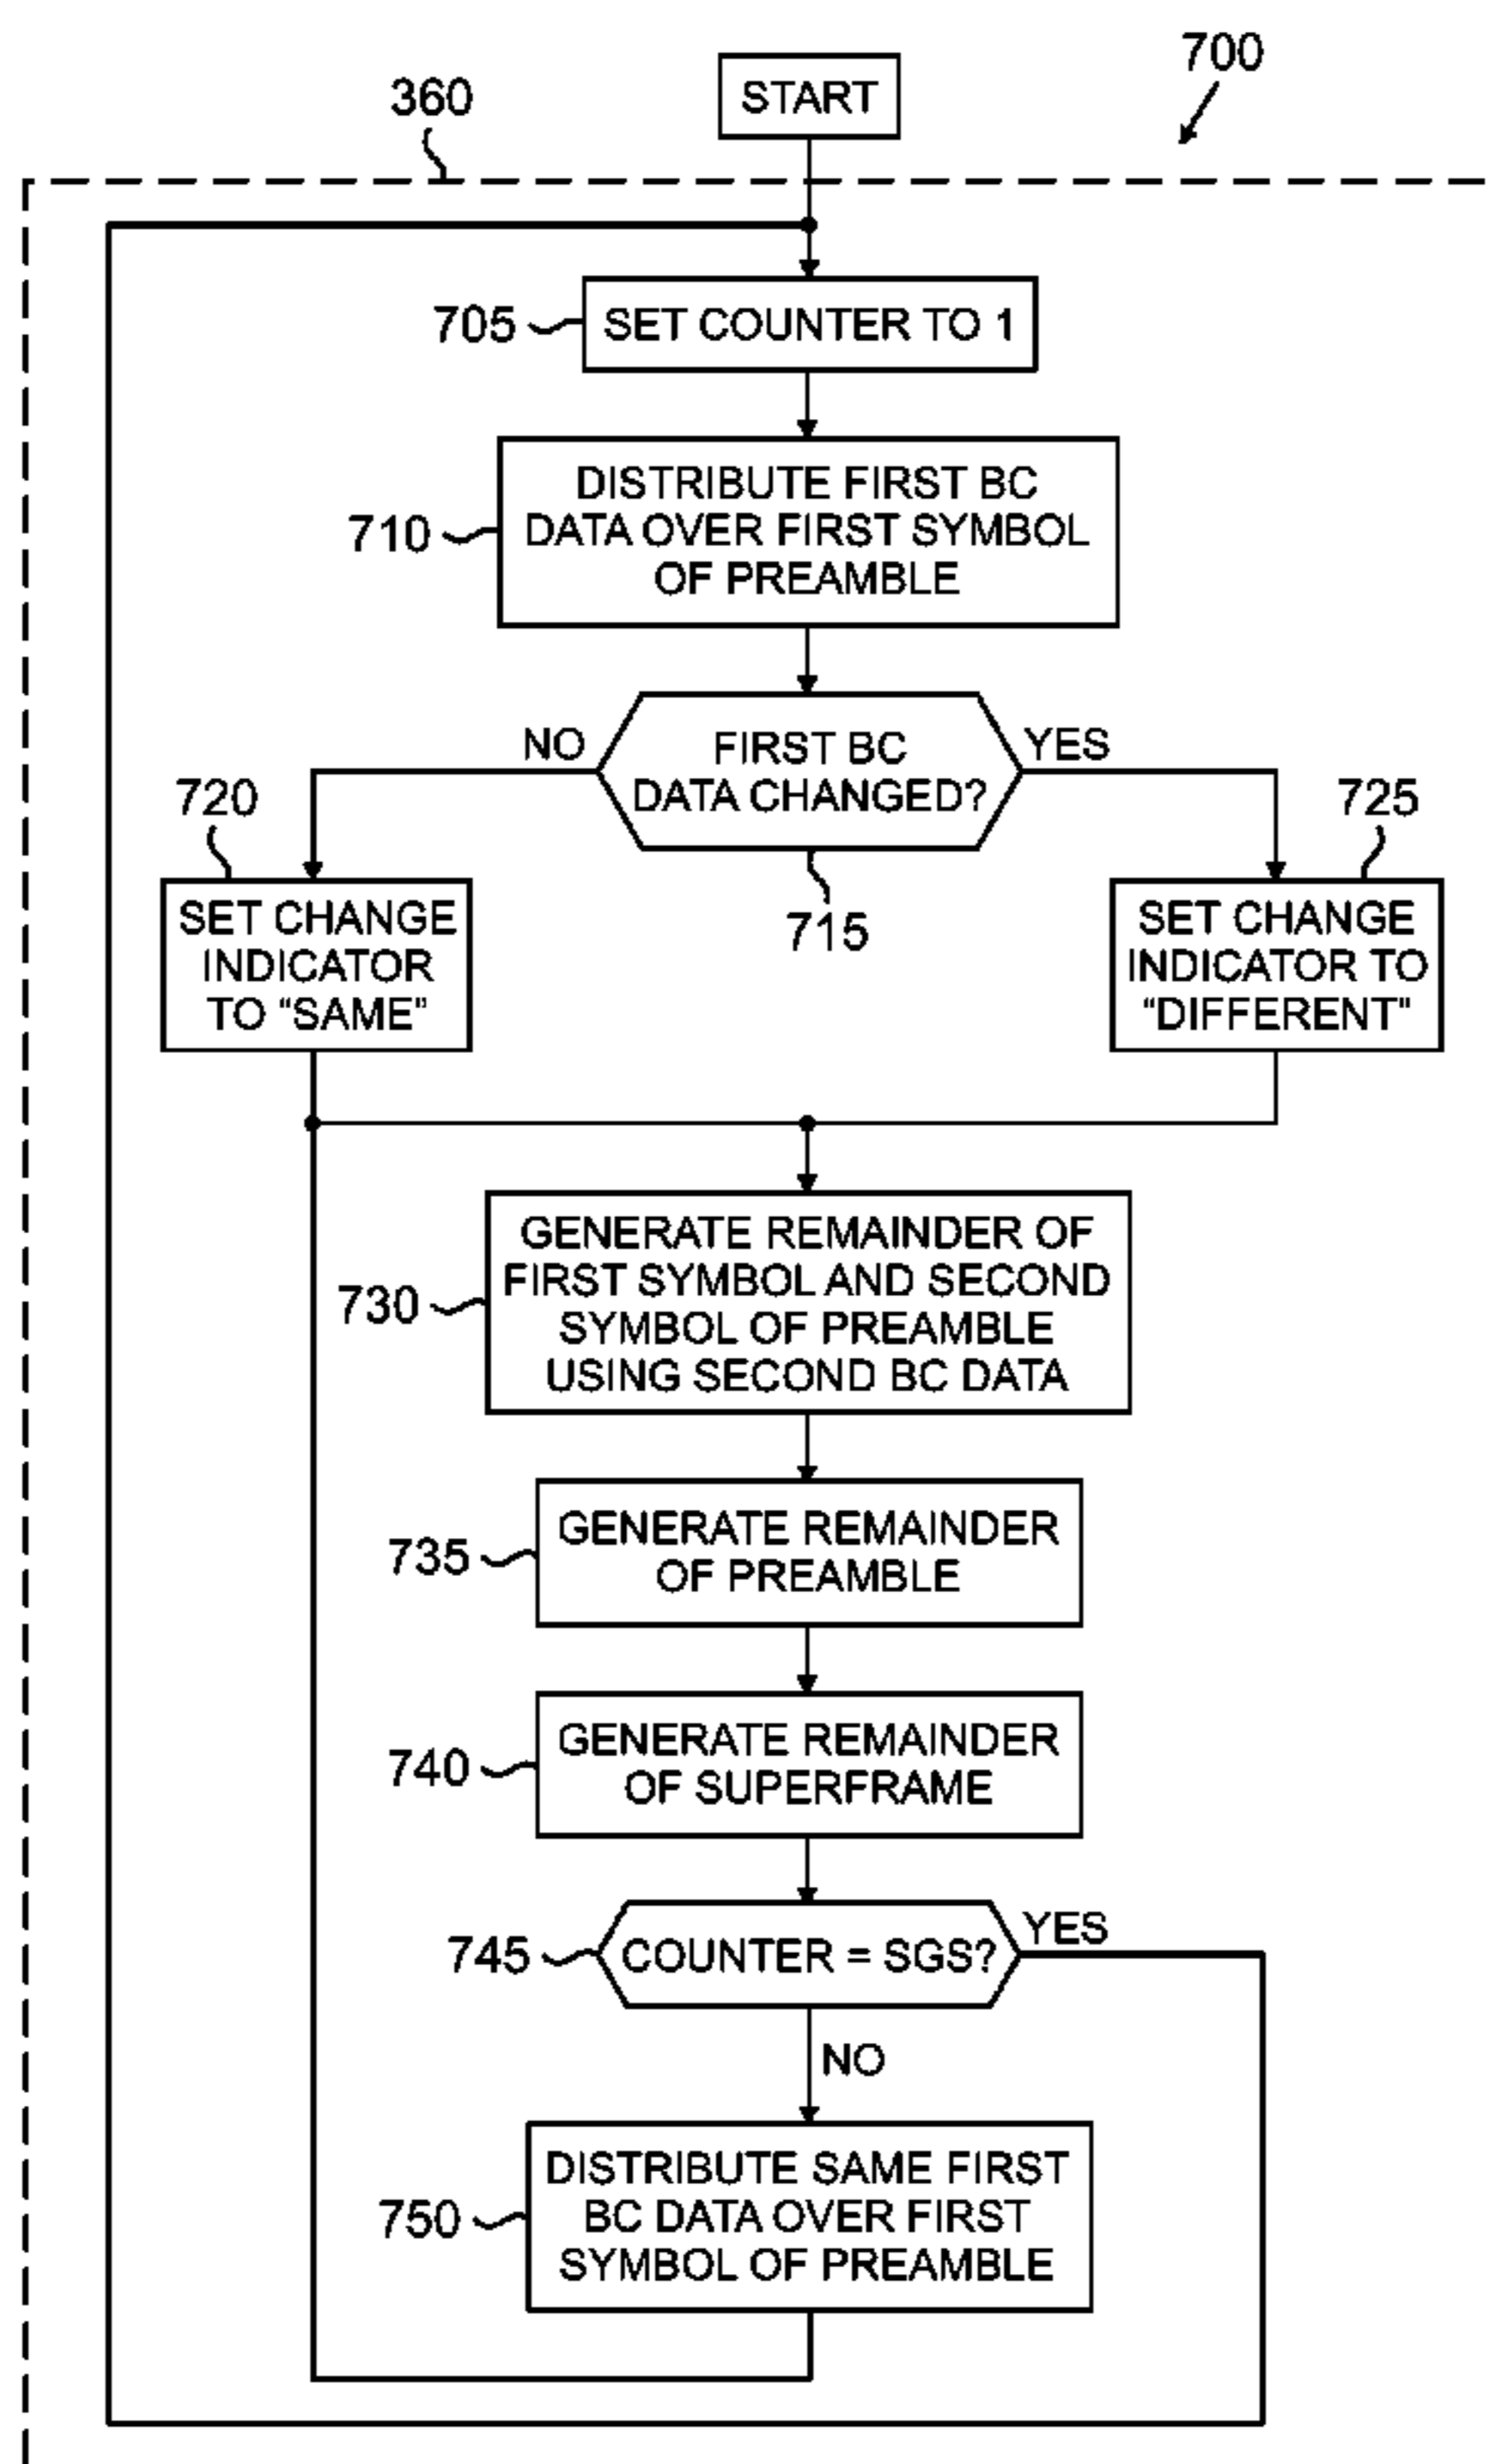 700
START
360
705
SET COUNTER TO 1
DISTRIBUTE FIRST BC
DATA OVER FIRST SYMBOL
OF PREAMBLE
710
NO
FIRST BC
DATA CHANGED?
YES
715
720
SET CHANGE
INDICATOR
TO “SAME”
725
SET CHANGE
INDICATOR TO
“DIFFERENT"
GENERATE REMAINDER OF
FIRST SYMBOL AND SECOND
SYMBOL OF PREAMBLE
USING SECOND BC DATA
730
GENERATE REMAINDER
OF PREAMBLE
735
GENERATE REMAINDER
OF SUPERFRAME
740
745
COUNTER = SGS?
YES
NO
DISTRIBUTE SAME FIRST
BC DATA OVER FIRST
SYMBOL OF PREAMBLE
750